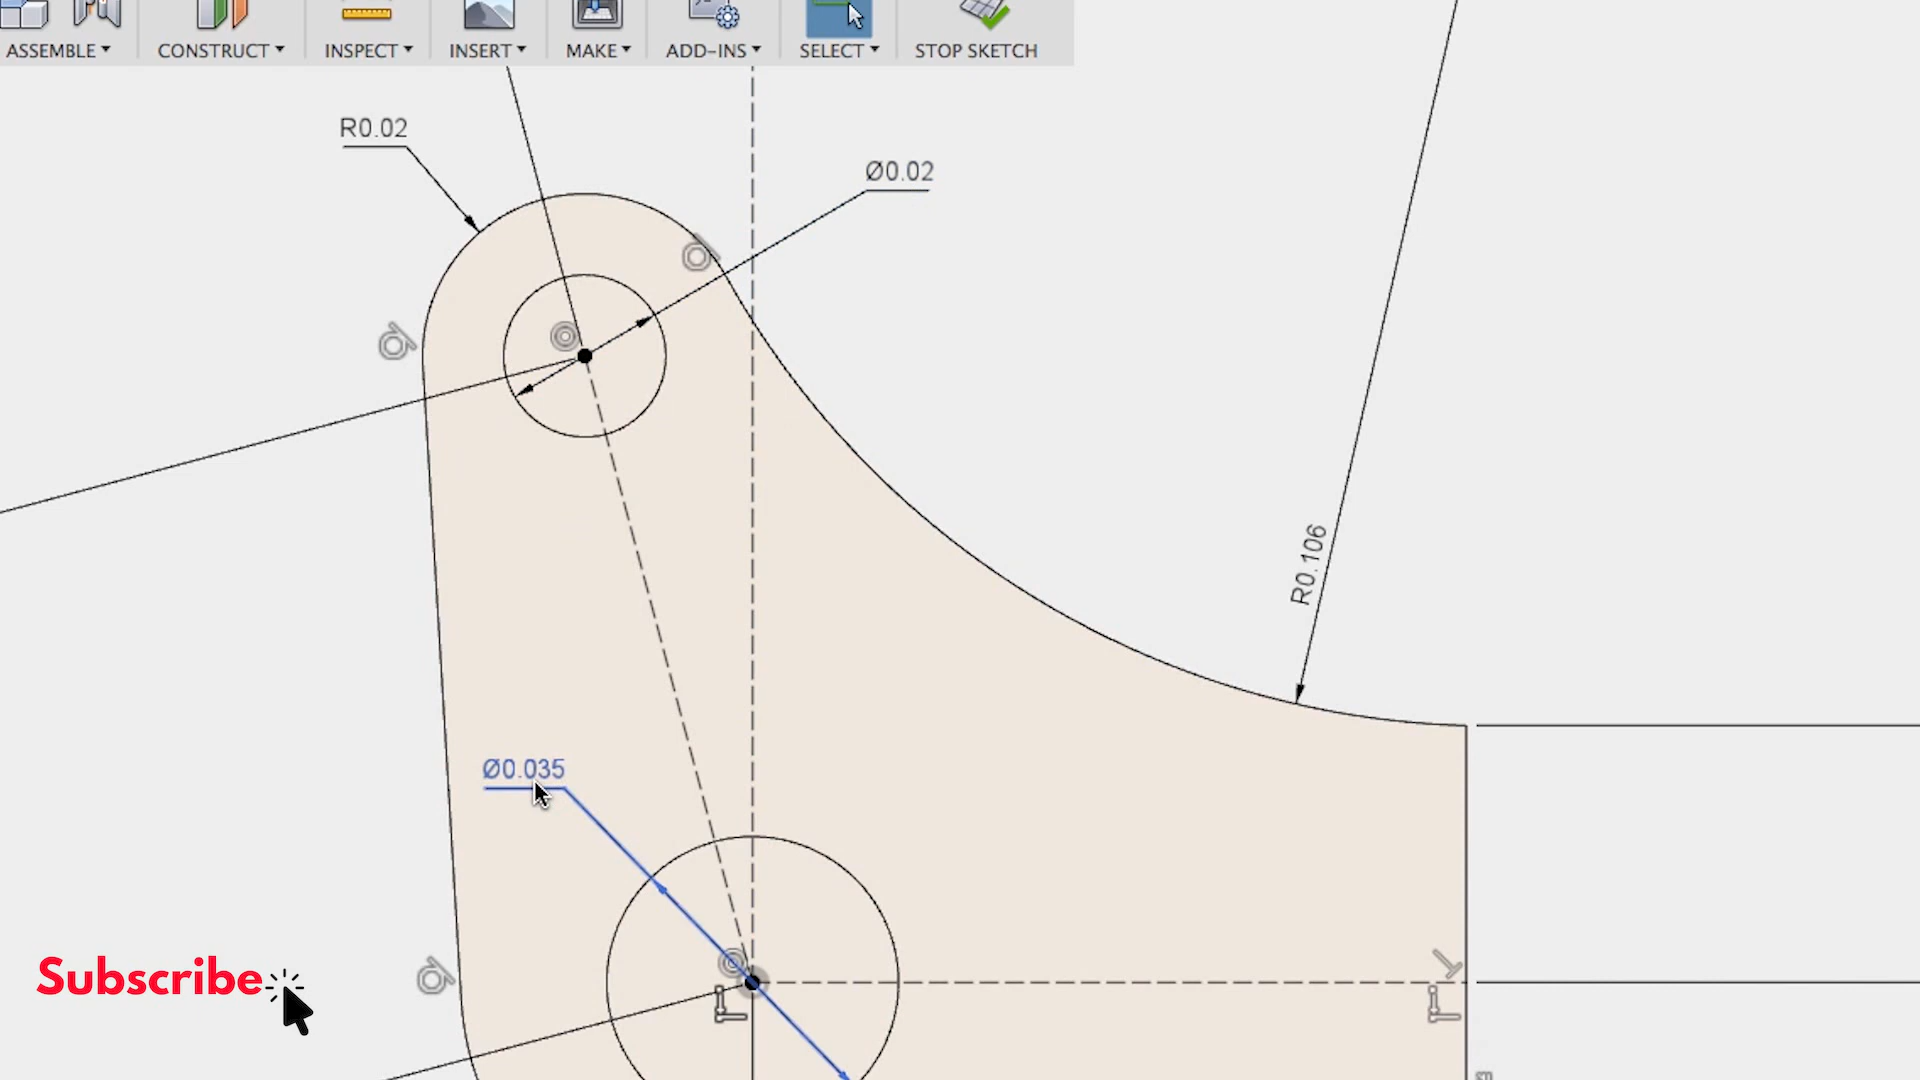 ASSEMBLE CONSTRUCT INSPECT INSERT MAKE ADD-INS SELECT STOP SKETCH
R0.02
Ø0.02
R0.106
Ø0.035
Subscribe